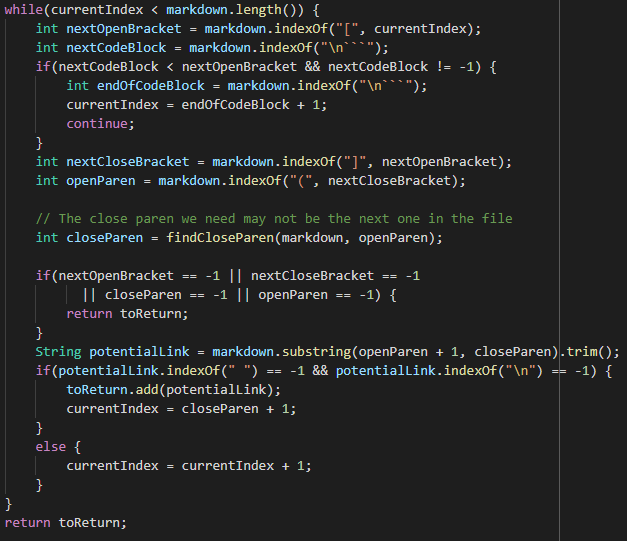 while(currentIndex < markdown.length()) {
    int nextOpenBracket = markdown.indexOf("[", currentIndex);
    int nextCodeBlock = markdown.indexOf("\n```");
    if(nextCodeBlock < nextOpenBracket && nextCodeBlock != -1) {
        int endOfCodeBlock = markdown.indexOf("\n```");
        currentIndex = endOfCodeBlock + 1;
        continue;
    }
    int nextCloseBracket = markdown.indexOf("]", nextOpenBracket);
    int openParen = markdown.indexOf("(", nextCloseBracket);

    // The close paren we need may not be the next one in the file
    int closeParen = findCloseParen(markdown, openParen);

    if(nextOpenBracket == -1 || nextCloseBracket == -1
          || closeParen == -1 || openParen == -1) {
        return toReturn;
    }
    String potentialLink = markdown.substring(openParen + 1, closeParen).trim();
    if(potentialLink.indexOf(" ") == -1 && potentialLink.indexOf("\n") == -1) {
        toReturn.add(potentialLink);
        currentIndex = closeParen + 1;
    }
    else {
        currentIndex = currentIndex + 1;
    }
}
return toReturn;